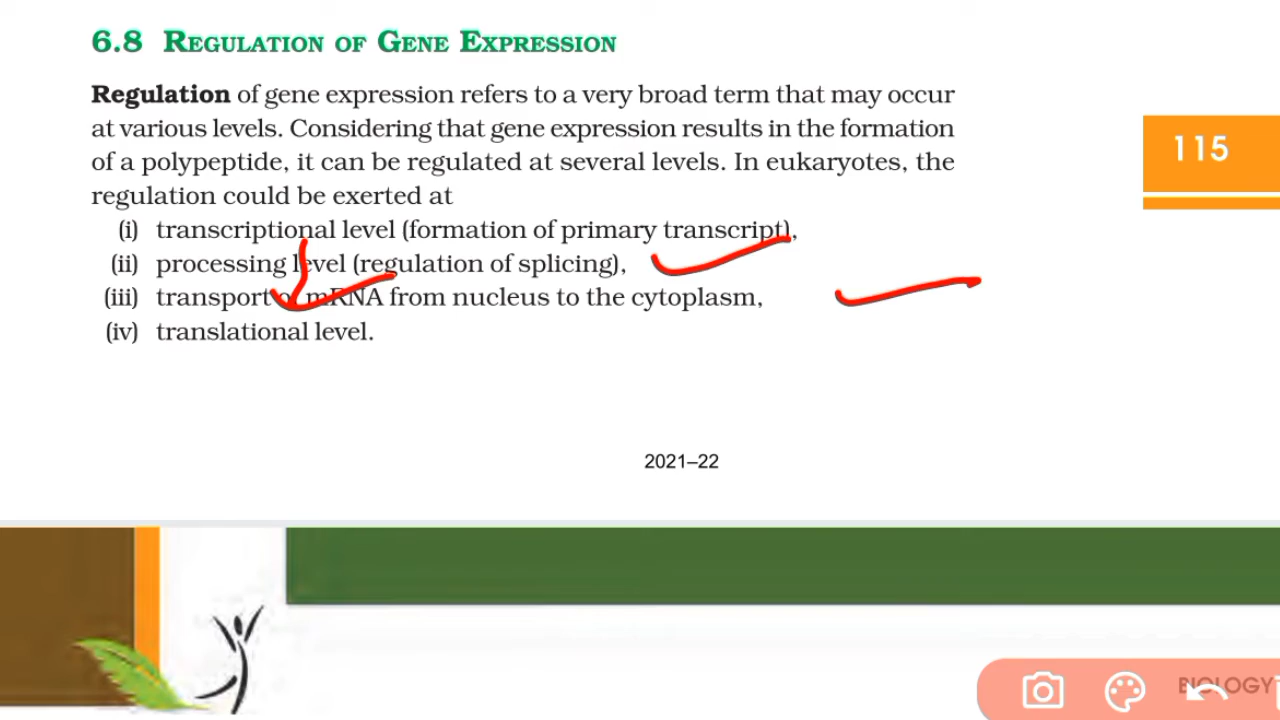 6.8 REGULATION OF GENE EXPRESSION
Regulation of gene expression refers to a very broad term that may occur
at various levels. Considering that gene expression results in the formation
of a polypeptide, it can be regulated at several levels. In eukaryotes, the
regulation could be exerted at
(i) transcriptional level (formation of primary transcript),
(ii) processing level (regulation of splicing),
(iii) transport of mRNA from nucleus to the cytoplasm,
(iv) translational level.
115
2021–22
BIOLOGY